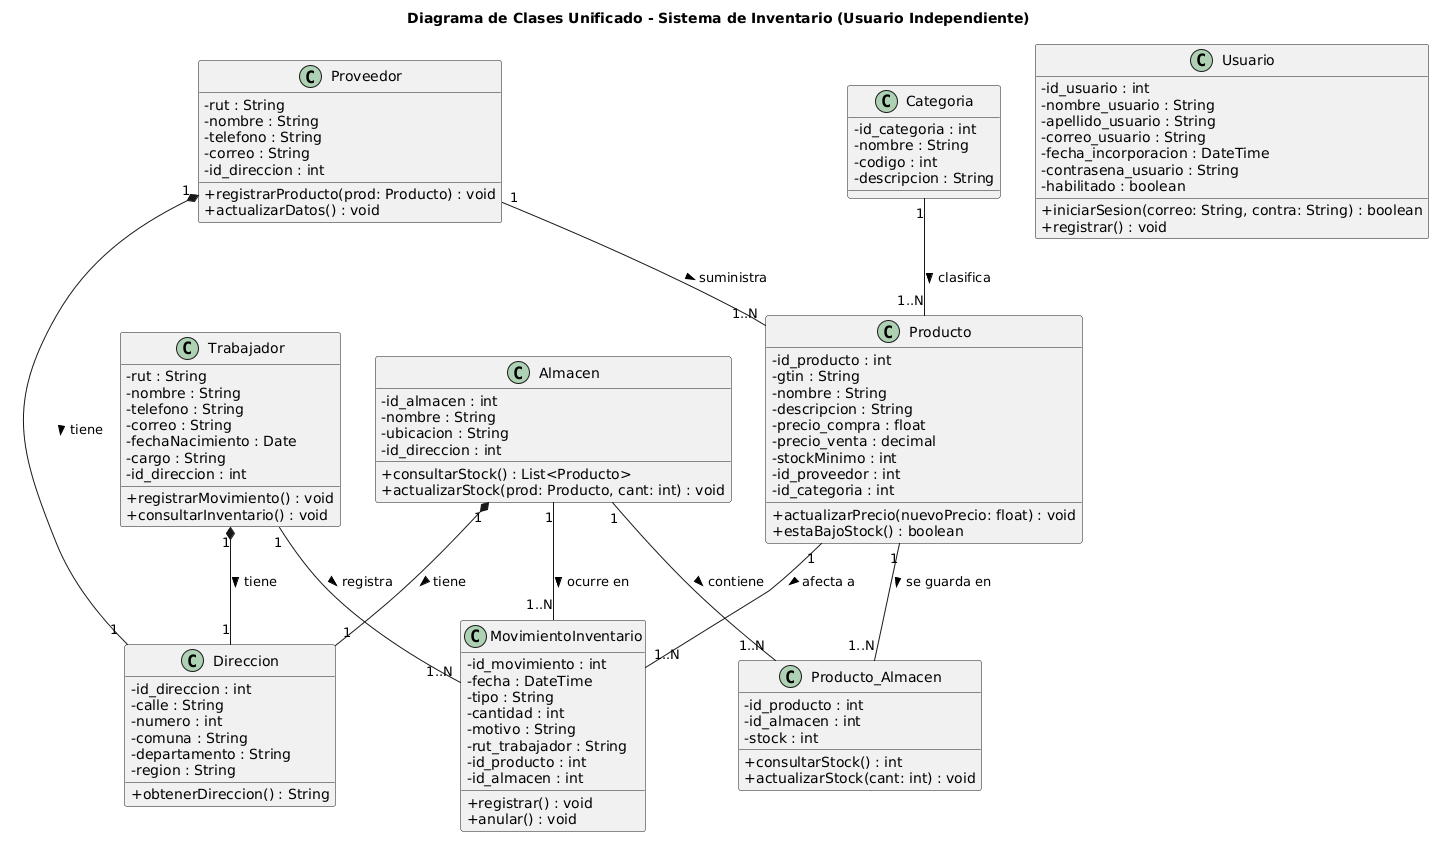 Diagrama de Clases Unificado - Sistema de Inventario (Usuario Independiente)
C Proveedor
-rut : String
-nombre : String
-telefono : String
-correo : String
-id_direccion : int
+registrarProducto(prod: Producto) : void
+actualizarDatos() : void
C Categoria
-id_categoria : int
-nombre : String
-codigo : int
-descripcion : String
C Usuario
-id_usuario : int
-nombre_usuario : String
-apellido_usuario : String
-correo_usuario : String
-fecha_incorporacion : DateTime
-contrasena_usuario : String
-habilitado : boolean
+iniciarSesion(correo: String, contra: String) : boolean
+registrar() : void
1
1
1
suministra
clasifica
1..N
1..N
tiene
C Trabajador
-rut : String
-nombre : String
-telefono : String
-correo : String
-fechaNacimiento : Date
-cargo : String
-id_direccion : int
+registrarMovimiento() : void
+consultarInventario() : void
C Almacen
-id_almacen : int
-nombre : String
-ubicacion : String
-id_direccion : int
+consultarStock() : List<Producto>
+actualizarStock(prod: Producto, cant: int) : void
C Producto
-id_producto : int
-gtin : String
-nombre : String
-descripcion : String
-precio_compra : float
-precio_venta : decimal
-stockMinimo : int
-id_proveedor : int
-id_categoria : int
+actualizarPrecio(nuevoPrecio: float) : void
+estaBajoStock() : boolean
1
1
1
1
1
1
1
tiene
registra
tiene
ocurre en
contiene
afecta a
se guarda en
1
1
1
1..N
1..N
1..N
1..N
1..N
C Direccion
-id_direccion : int
-calle : String
-numero : int
-comuna : String
-departamento : String
-region : String
+obtenerDireccion() : String
C MovimientoInventario
-id_movimiento : int
-fecha : DateTime
-tipo : String
-cantidad : int
-motivo : String
-rut_trabajador : String
-id_producto : int
-id_almacen : int
+registrar() : void
+anular() : void
C Producto_Almacen
-id_producto : int
-id_almacen : int
-stock : int
+consultarStock() : int
+actualizarStock(cant: int) : void